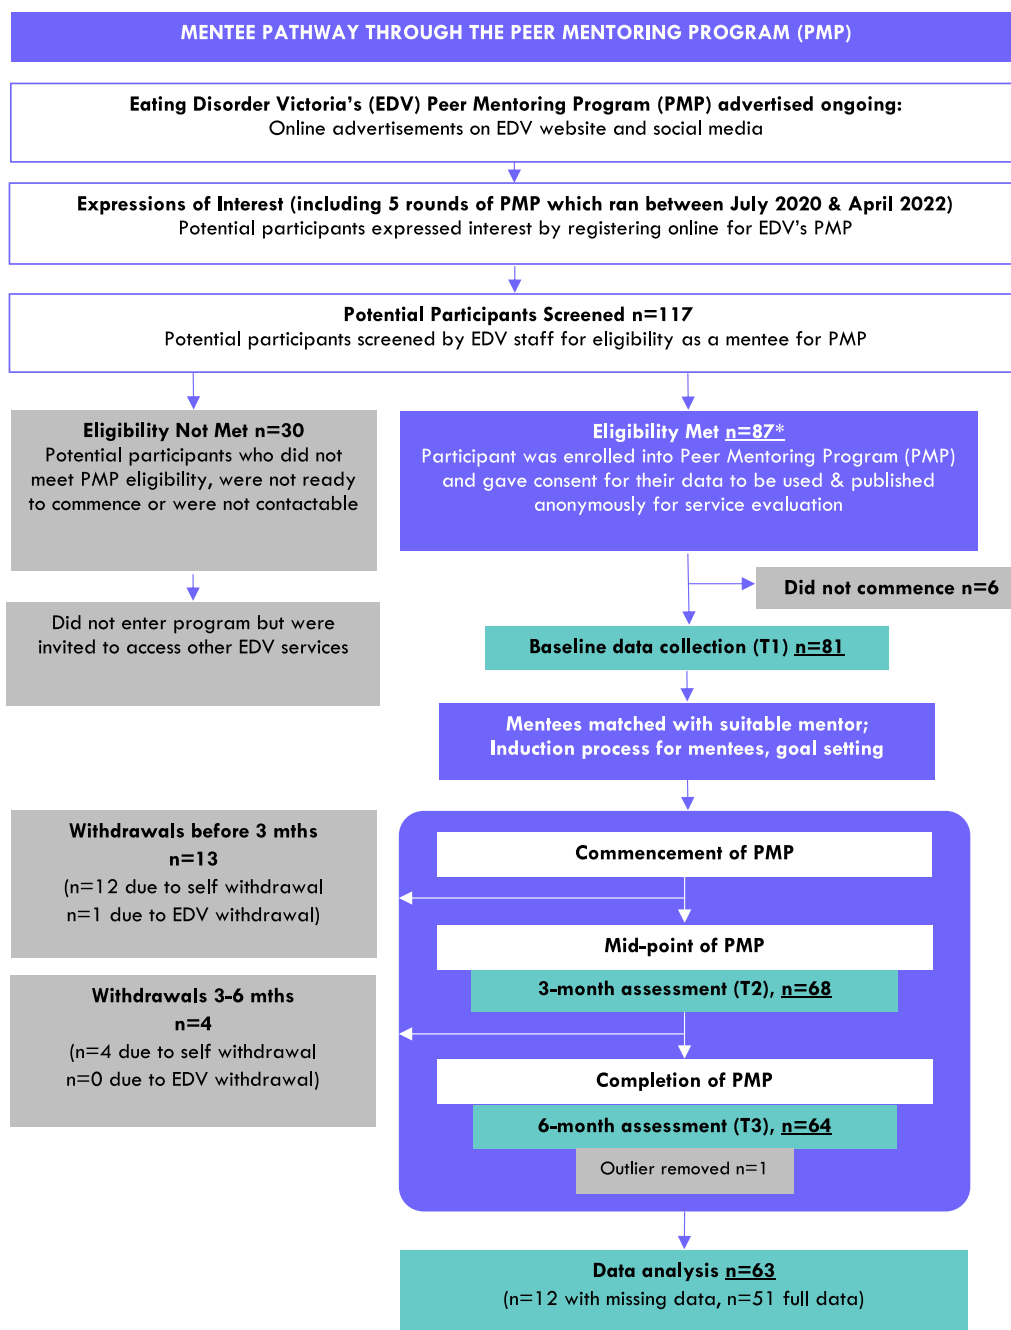 MENTEE PATHWAY THROUGH THE PEER MENTORING PROGRAM (PMP)
Eating Disorder Victoria’s (EDV) Peer Mentoring Program (PMP) advertised ongoing:
Online advertisements on EDV website and social media
Expressions of Interest (including 5 rounds of PMP which ran between July 2020 & April 2022)
Potential participants expressed interest by registering online for EDV’s PMP
Potential Participants Screened n=117
Potential participants screened by EDV staff for eligibility as a mentee for PMP
Eligibility Not Met n=30
Potential participants who did not
meet PMP eligibility, were not ready
to commence or were not contactable
Eligibility Met n=87*
Participant was enrolled into Peer Mentoring Program (PMP)
and gave consent for their data to be used & published
anonymously for service evaluation
Did not commence n=6
Did not enter program but were
invited to access other EDV services
Baseline data collection (T1) n=81
Mentees matched with suitable mentor;
Induction process for mentees, goal setting
Withdrawals before 3 mths
n=13
(n=12 due to self withdrawal
n=1 due to EDV withdrawal)
Commencement of PMP
Mid-point of PMP
3-month assessment (T2), n=68
Withdrawals 3-6 mths
n=4
(n=4 due to self withdrawal
n=0 due to EDV withdrawal)
Completion of PMP
6-month assessment (T3), n=64
Outlier removed n=1
Data analysis n=63
(n=12 with missing data, n=51 full data)